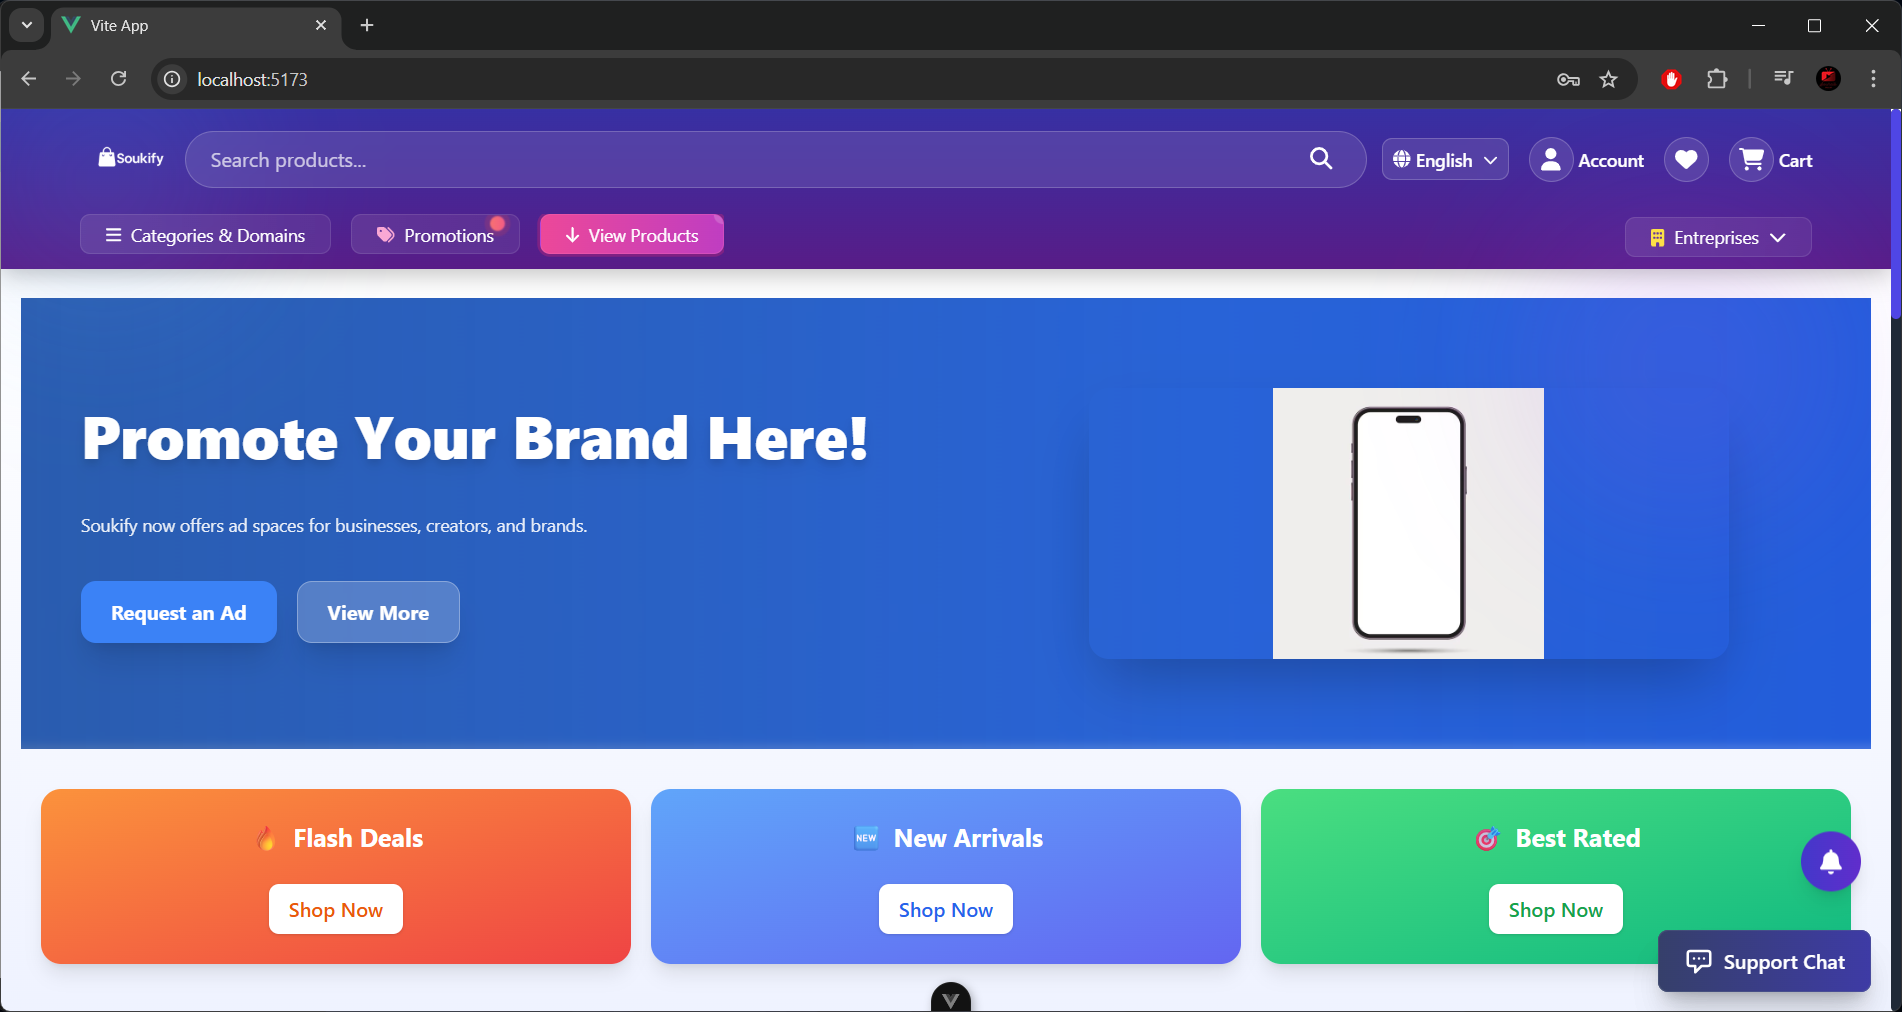 Vite App
localhost:5173
Soukify
Search products...
English
Account
Cart
Categories & Domains
Promotions
View Products
Entreprises
Promote Your Brand Here!
Soukify now offers ad spaces for businesses, creators, and brands.
Request an Ad
View More
Flash Deals
NEW New Arrivals
Best Rated
Shop Now
Shop Now
Shop Now
Support Chat